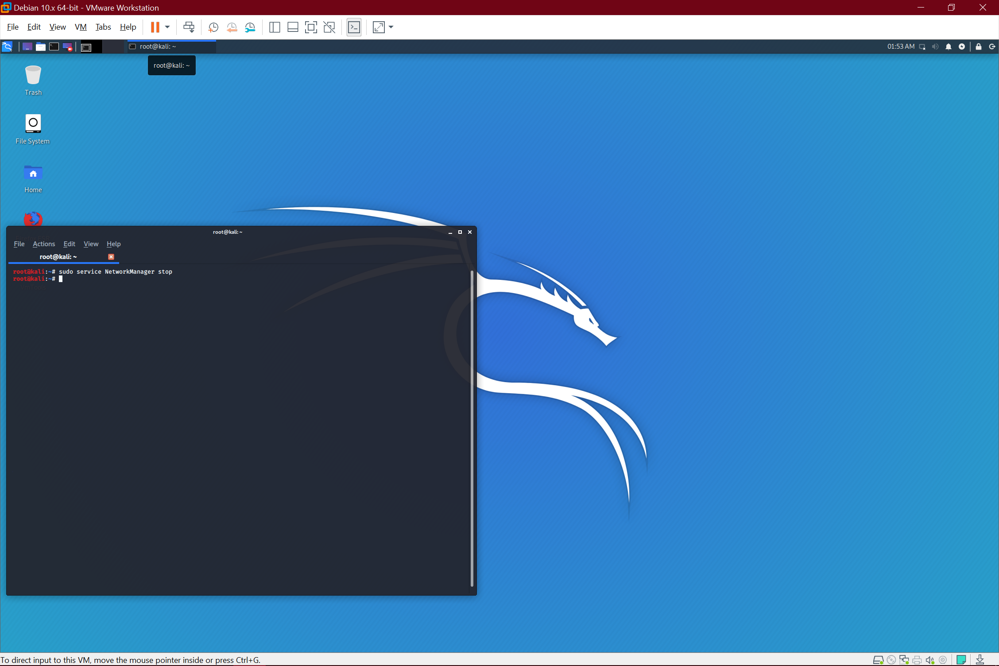 Debian 10.x 64-bit - VMware Workstation
File Edit View VM Tabs Help
root@kali: ~
01:53 AM
root@kali: ~
Trash
File System
Home
root@kali: ~
File Actions Edit View Help
root@kali: ~
root@kali:~# sudo service NetworkManager stop
root@kali:~#
VmTools
To direct input to this VM, move the mouse pointer inside or press Ctrl+G.